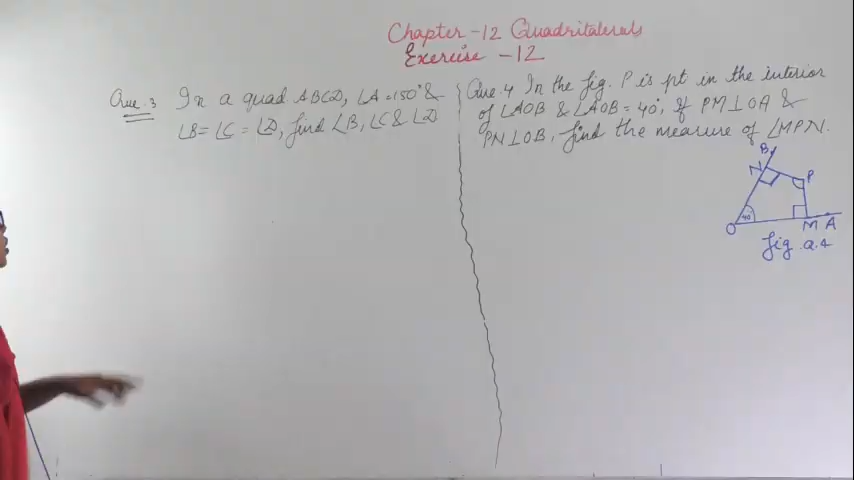 Chapter -12 Quadrilaterals
Exercise -12
Que.3 In a quad ABCD, ∠A=150° &
∠B=∠C=∠D, find ∠B, ∠C & ∠D
Que.4 In the fig. P is pt in the interior
of ∠AOB & ∠AOB=40°, if PM⊥OA &
PN⊥OB, find the measure of ∠MPN.
B
N
P
40°
O
M A
fig. Q.4